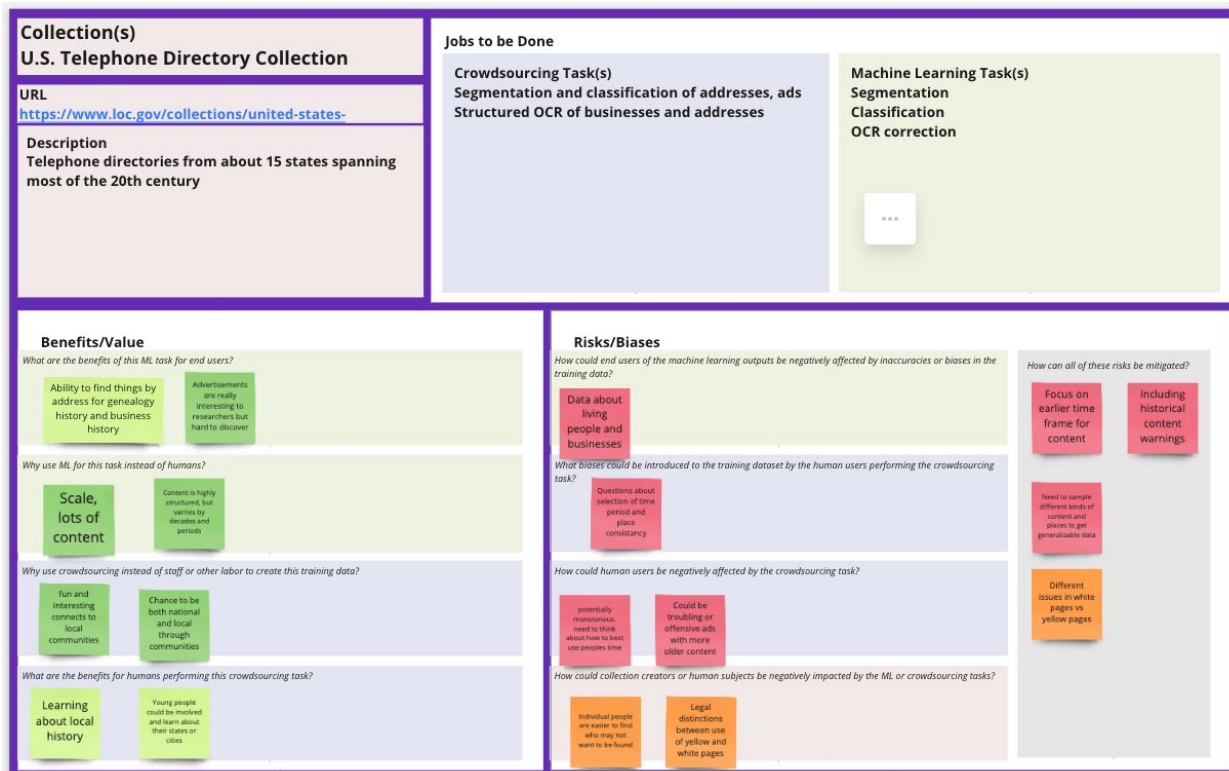 Collection(s)
U.S. Telephone Directory Collection
URL
https://www.loc.gov/collections/united-states-
Description
Telephone directories from about 15 states spanning
most of the 20th century
Jobs to be Done
Crowdsourcing Task(s)
Segmentation and classification of addresses, ads
Structured OCR of businesses and addresses
Machine Learning Task(s)
Segmentation
Classification
OCR correction
Benefits/Value
What are the benefits of this ML task for end users?
Ability to find things by
address for genealogy
history and business
history
Advertisements
are really
interesting to
researchers but
hard to discover
Why use ML for this task instead of humans?
Scale,
lots of
content
Content is highly
structured, but
varries by
decades and
periods
Why use crowdsourcing instead of staff or other labor to create this training data?
fun and
interesting
connects to
local
communities
Chance to be
both national
and local
through
communities
What are the benefits for humans performing this crowdsourcing task?
Learning
about local
history
Young people
could be involved
and learn about
their states or
cities
Risks/Biases
How could end users of the machine learning outputs be negatively affected by inaccuracies or biases in the
training data?
Data about
living
people and
businesses
What biases could be introduced to the training dataset by the human users performing the crowdsourcing
task?
Questions about
selection of time
period and
place
consistancy
How could human users be negatively affected by the crowdsourcing task?
potentially
monotonous,
need to think
about how to best
use peoples time
Could be
troubling or
offensive ads
with more
older content
How could collection creators or human subjects be negatively impacted by the ML or crowdsourcing tasks?
Individual people
are easier to find
who may not
want to be found
Legal
distinctions
between use
of yellow and
white pages
How can all of these risks be mitigated?
Focus on
earlier time
frame for
content
Including
historical
content
warnings
Need to sample
different kinds of
content and
places to get
generalizable data
Different
issues in white
pages vs
yellow pages